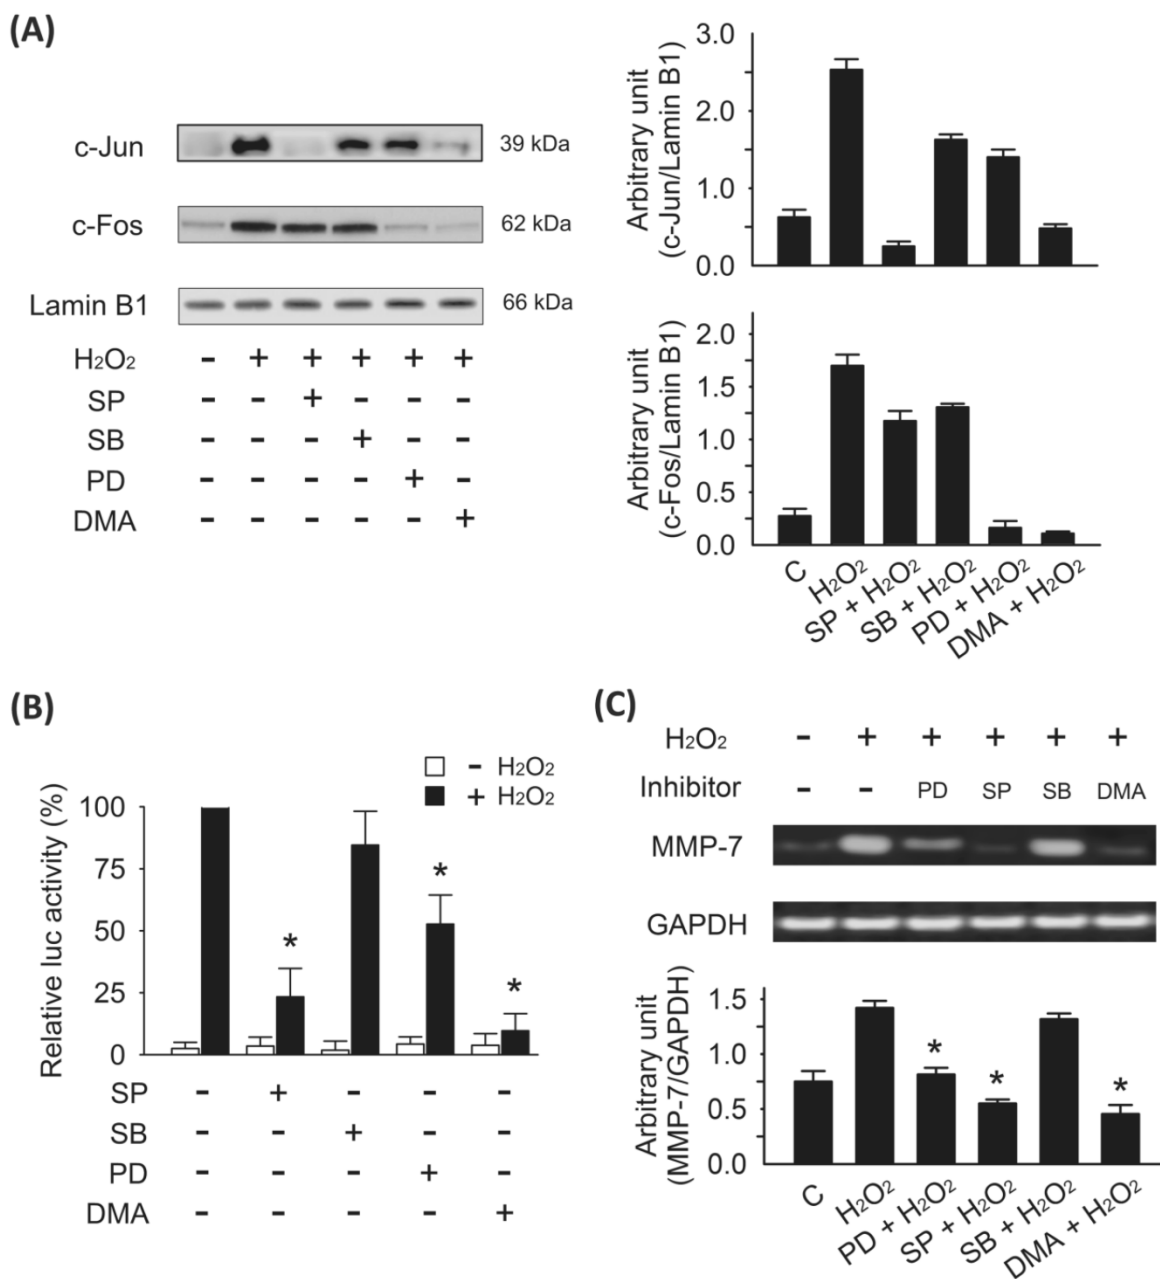 (A)
c-Jun
39 kDa
c-Fos
62 kDa
Lamin B1
66 kDa
H2O2 - + + + + +
SP - - + - - -
SB - - - + - -
PD - - - - + -
DMA - - - - - +
Arbitrary unit
(c-Jun/Lamin B1)
3.0
2.0
1.0
0.0
Arbitrary unit
(c-Fos/Lamin B1)
2.0
1.5
1.0
0.5
0.0
C
H2O2
SP + H2O2
SB + H2O2
PD + H2O2
DMA + H2O2
(B)
- H2O2
+ H2O2
Relative luc activity (%)
100
75
50
25
0
*
*
*
SP - + - - -
SB - - + - -
PD - - - + -
DMA - - - - +
(C)
H2O2 - + + + + +
Inhibitor - - PD SP SB DMA
MMP-7
GAPDH
Arbitrary unit
(MMP-7/GAPDH)
1.5
1.0
0.5
0.0
*
*
*
C
H2O2
PD + H2O2
SP + H2O2
SB + H2O2
DMA + H2O2